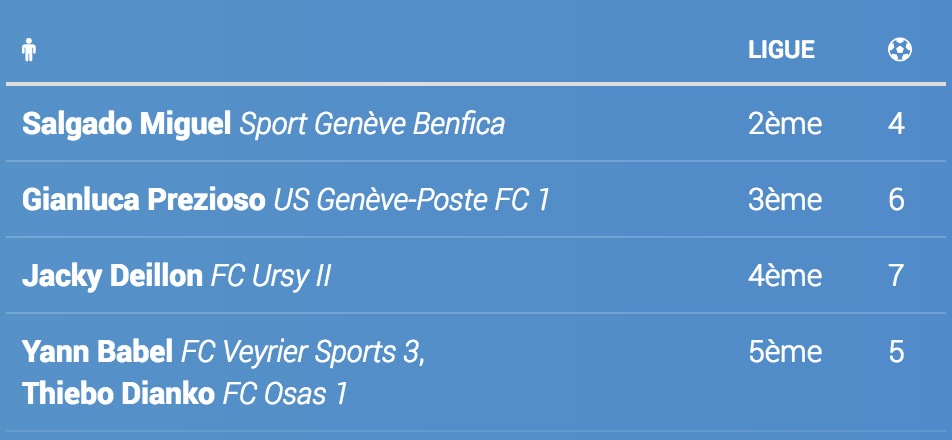 LIGUE
Salgado Miguel Sport Genève Benfica 2ème 4
Gianluca Prezioso US Genève-Poste FC 1 3ème 6
Jacky Deillon FC Ursy II 4ème 7
Yann Babel FC Veyrier Sports 3, 5ème 5
Thiebo Dianko FC Osas 1